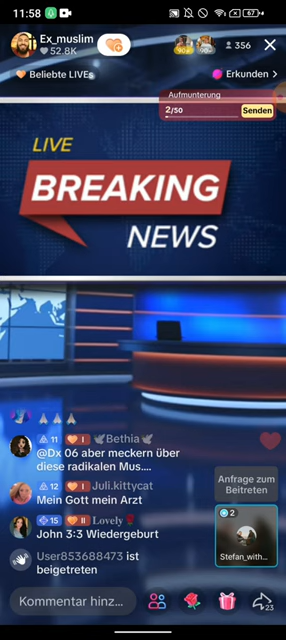 11:58
67
Ex_muslim
52.8K
356
Beliebte LIVEs
Erkunden >
Aufmunterung
2/50
Senden
LIVE
BREAKING
NEWS
🙏🙏🙏
11 I 🕊Bethia🕊
@Dx 06 aber meckern über
diese radikalen Mus....
12 I Juli.kittycat
Mein Gott mein Arzt
15 II 𝐋𝐨𝐯𝐞𝐥𝐲🌹
John 3:3 Wiedergeburt
User853688473 ist
beigetreten
Anfrage zum
Beitreten
2
Stefan_with...
Kommentar hinz...
23